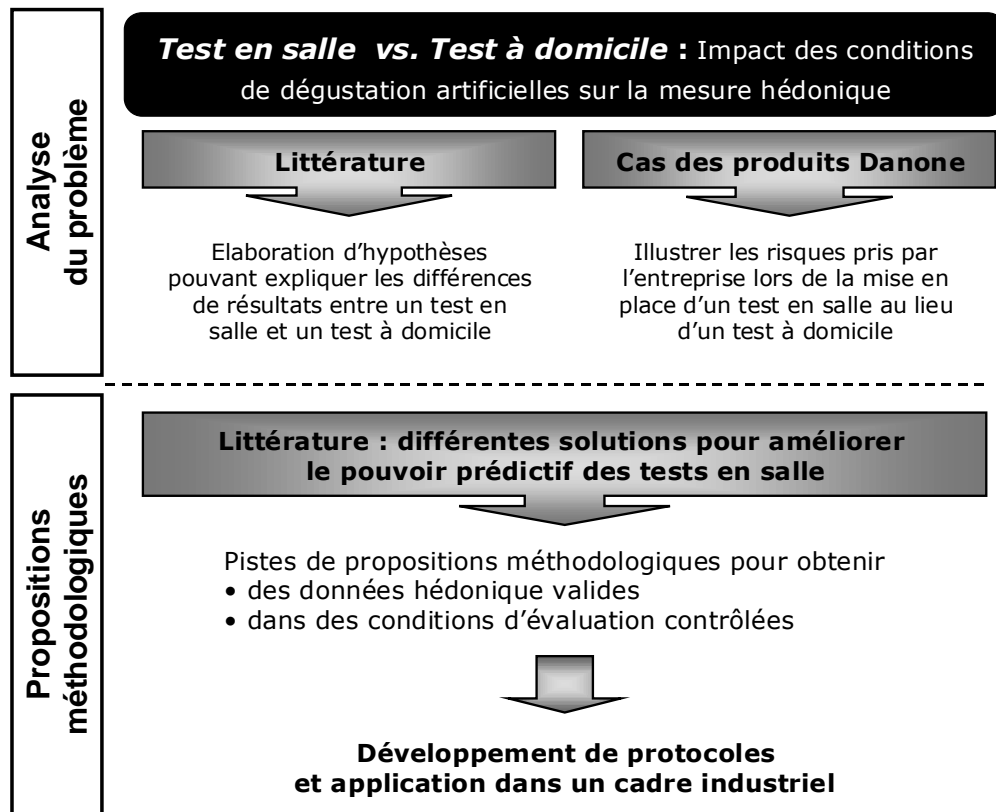 Analyse
du problème
Test en salle vs. Test à domicile : Impact des conditions
de dégustation artificielles sur la mesure hédonique
Littérature
Elaboration d’hypothèses
pouvant expliquer les différences
de résultats entre un test en
salle et un test à domicile
Cas des produits Danone
Illustrer les risques pris par
l’entreprise lors de la mise en
place d’un test en salle au lieu
d’un test à domicile
Propositions
méthodologiques
Littérature : différentes solutions pour améliorer
le pouvoir prédictif des tests en salle
Pistes de propositions méthodologiques pour obtenir
• des données hédonique valides
• dans des conditions d’évaluation contrôlées
Développement de protocoles
et application dans un cadre industriel